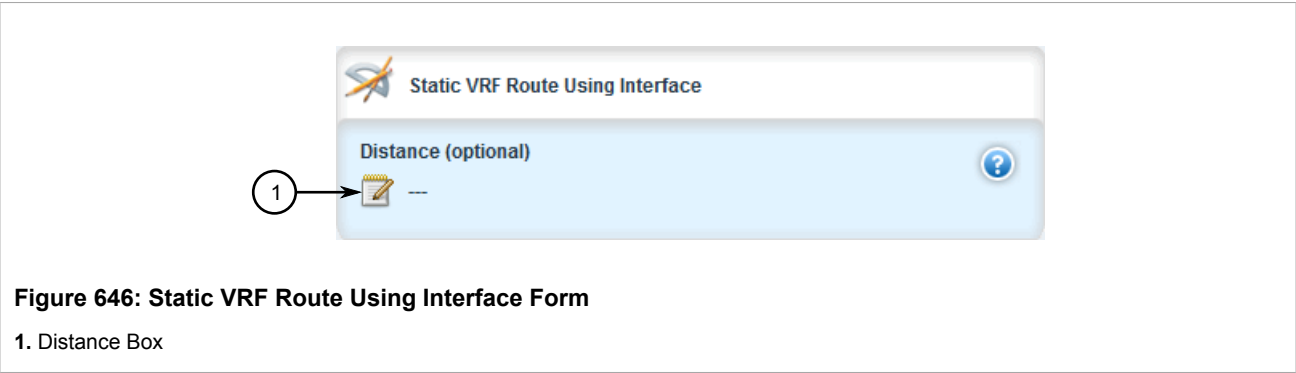 Static VRF Route Using Interface
Distance (optional)
1
---
Figure 646: Static VRF Route Using Interface Form
1. Distance Box